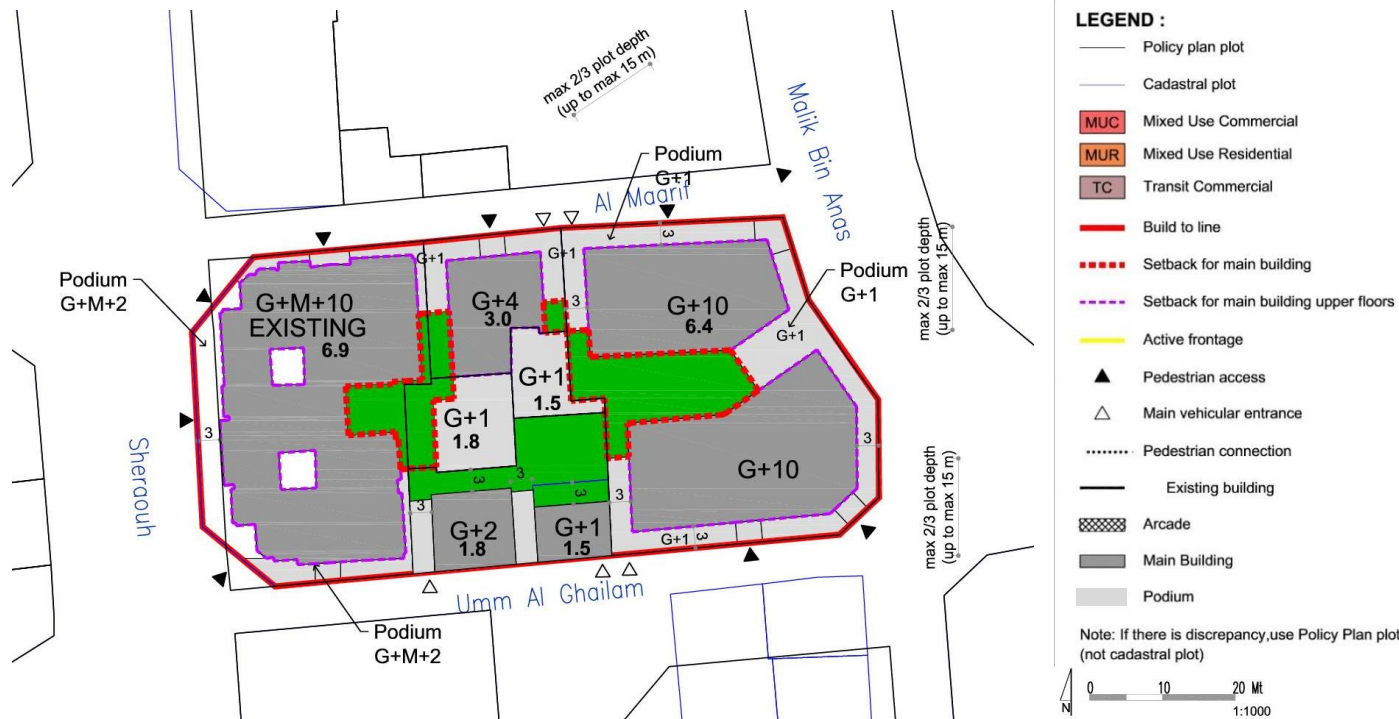 max 2/3 plot depth
(up to max 15 m)
Malik Bin Anas
Podium
G+1
Al Maarif
Podium
G+M+2
Podium
G+1
max 2/3 plot depth
(up to max 15 m)
3
G+1
G+1
G+M+10
EXISTING
6.9
G+4
3.0
3
G+10
6.4
G+1
G+1
1.5
G+1
1.8
Sheraouh
3
3
3
3
3
3
3
G+10
G+2
1.8
G+1
1.5
G+1
3
max 2/3 plot depth
(up to max 15 m)
Umm Al Ghailam
Podium
G+M+2
LEGEND :
Policy plan plot
Cadastral plot
MUC Mixed Use Commercial
MUR Mixed Use Residential
TC Transit Commercial
Build to line
Setback for main building
Setback for main building upper floors
Active frontage
Pedestrian access
Main vehicular entrance
Pedestrian connection
Existing building
Arcade
Main Building
Podium
Note: If there is discrepancy,use Policy Plan plot
(not cadastral plot)
N
0 10 20 Mt
1:1000